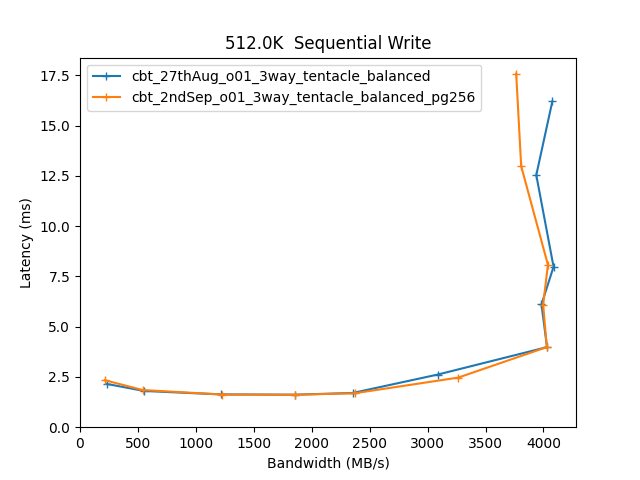 512.0K  Sequential Write
cbt_27thAug_o01_3way_tentacle_balanced
cbt_2ndSep_o01_3way_tentacle_balanced_pg256
17.5
15.0
12.5
10.0
7.5
5.0
2.5
0.0
Latency (ms)
0 500 1000 1500 2000 2500 3000 3500 4000
Bandwidth (MB/s)